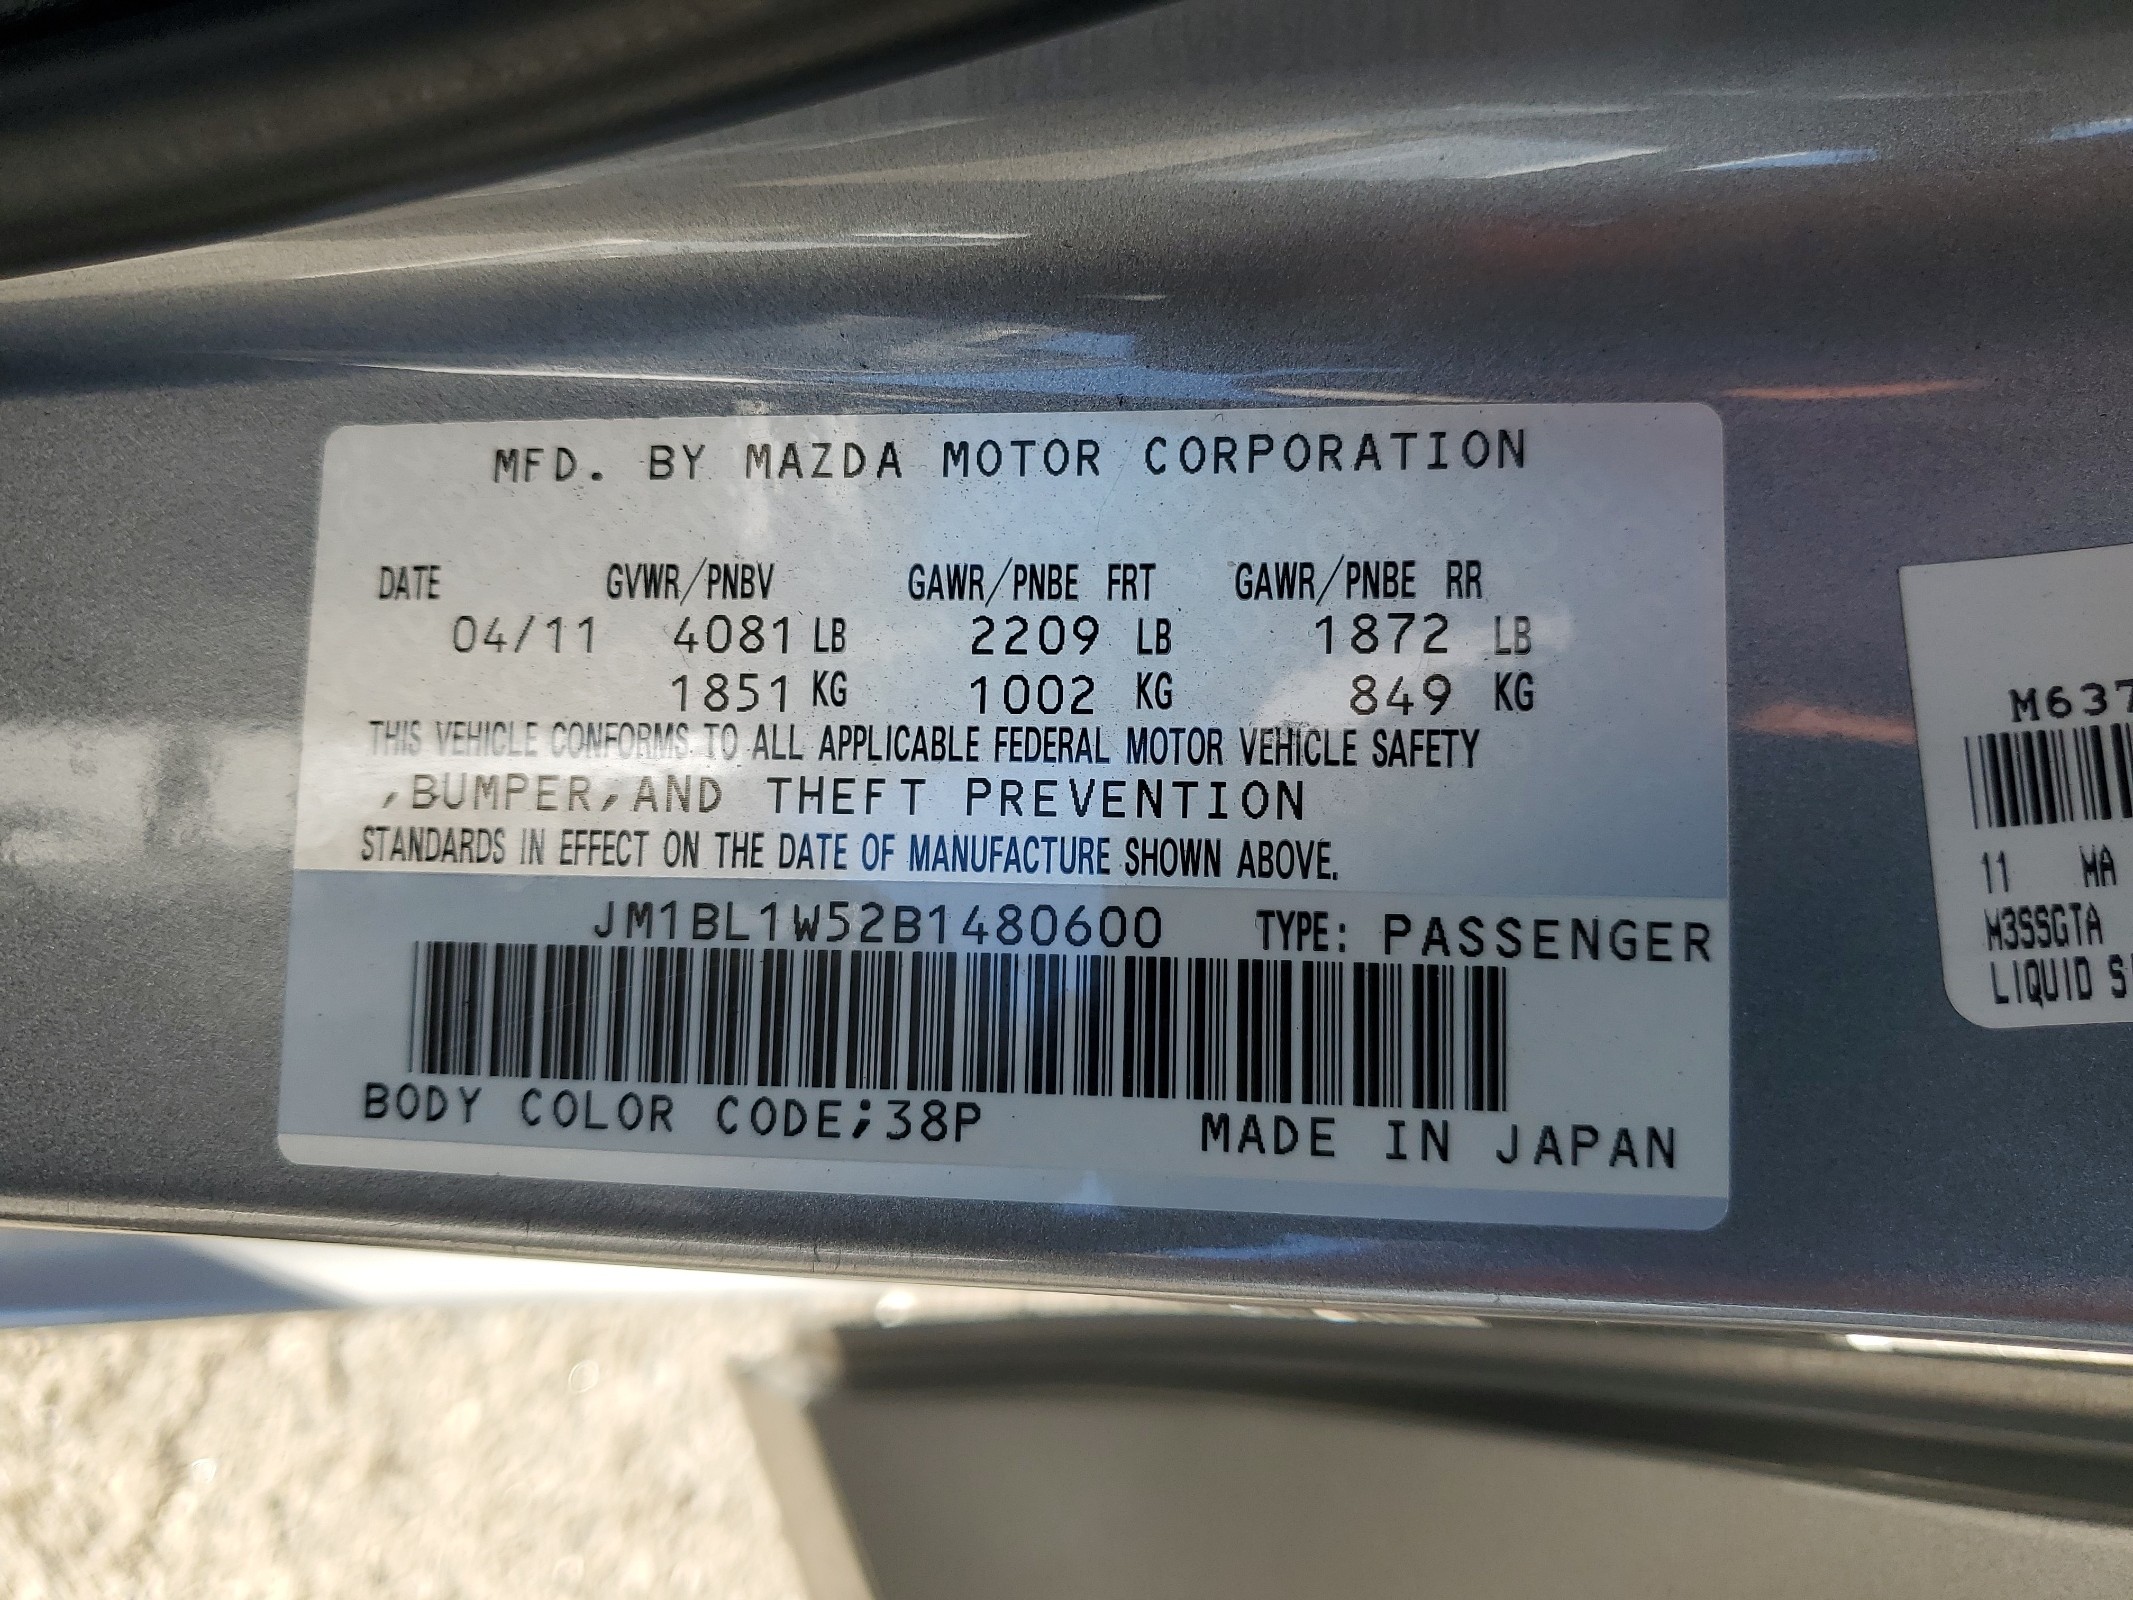 MFD. BY MAZDA MOTOR CORPORATION
DATE GVWR/PNBV GAWR/PNBE FRT GAWR/PNBE RR
04/11 4081 LB 2209 LB 1872 LB
1851 KG 1002 KG 849 KG
THIS VEHICLE CONFORMS TO ALL APPLICABLE FEDERAL MOTOR VEHICLE SAFETY
,BUMPER,AND THEFT PREVENTION
STANDARDS IN EFFECT ON THE DATE OF MANUFACTURE SHOWN ABOVE.
JM1BL1W52B1480600 TYPE: PASSENGER
BODY COLOR CODE;38P MADE IN JAPAN
M637
11 MA
M3SSGTA
LIQUID